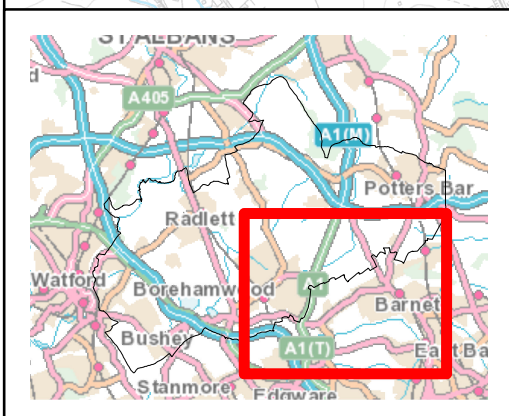 ST ALBANS
d
A405
A1(M)
Potters Bar
Radlett
Watford
Borehamwood
A1
Barnet
Bushey
A1(T)
East Ba
Stanmore
Edgware